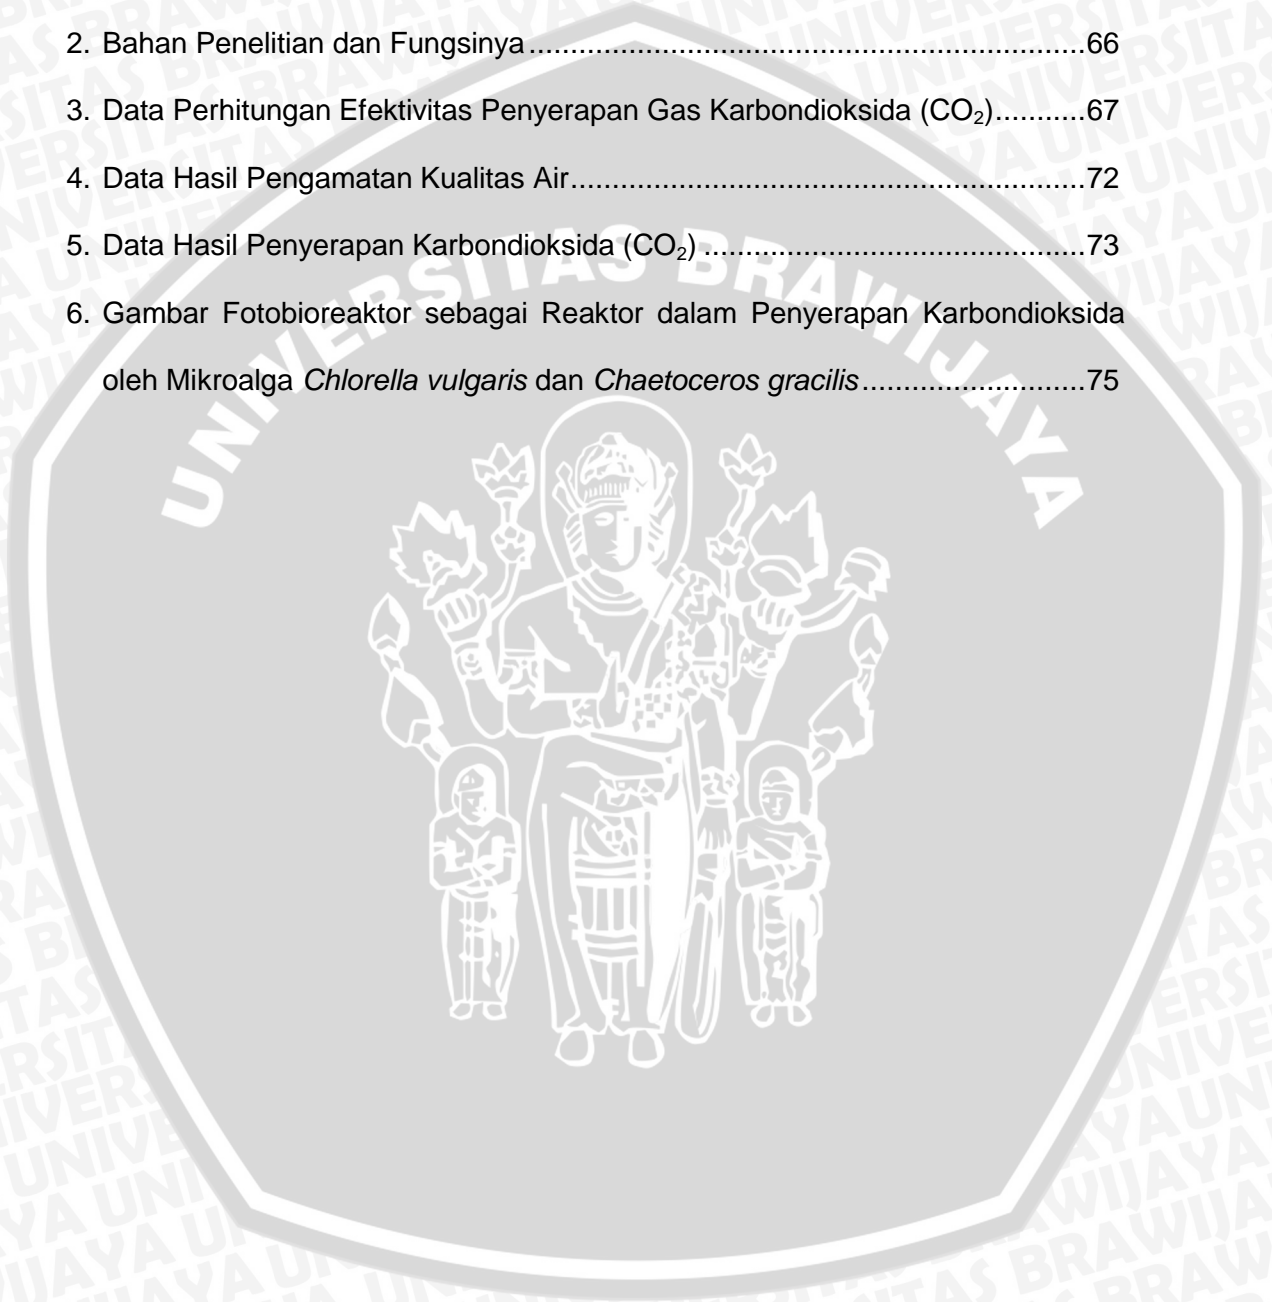 2. Bahan Penelitian dan Fungsinya........................................................66
3. Data Perhitungan Efektivitas Penyerapan Gas Karbondioksida (CO₂)...........67
4. Data Hasil Pengamatan Kualitas Air....................................................72
5. Data Hasil Penyerapan Karbondioksida (CO₂)......................................73
6. Gambar Fotobioreaktor sebagai Reaktor dalam Penyerapan Karbondioksida
oleh Mikroalga Chlorella vulgaris dan Chaetoceros gracilis.........................75
UNIVERSITAS BRAWIJAYA